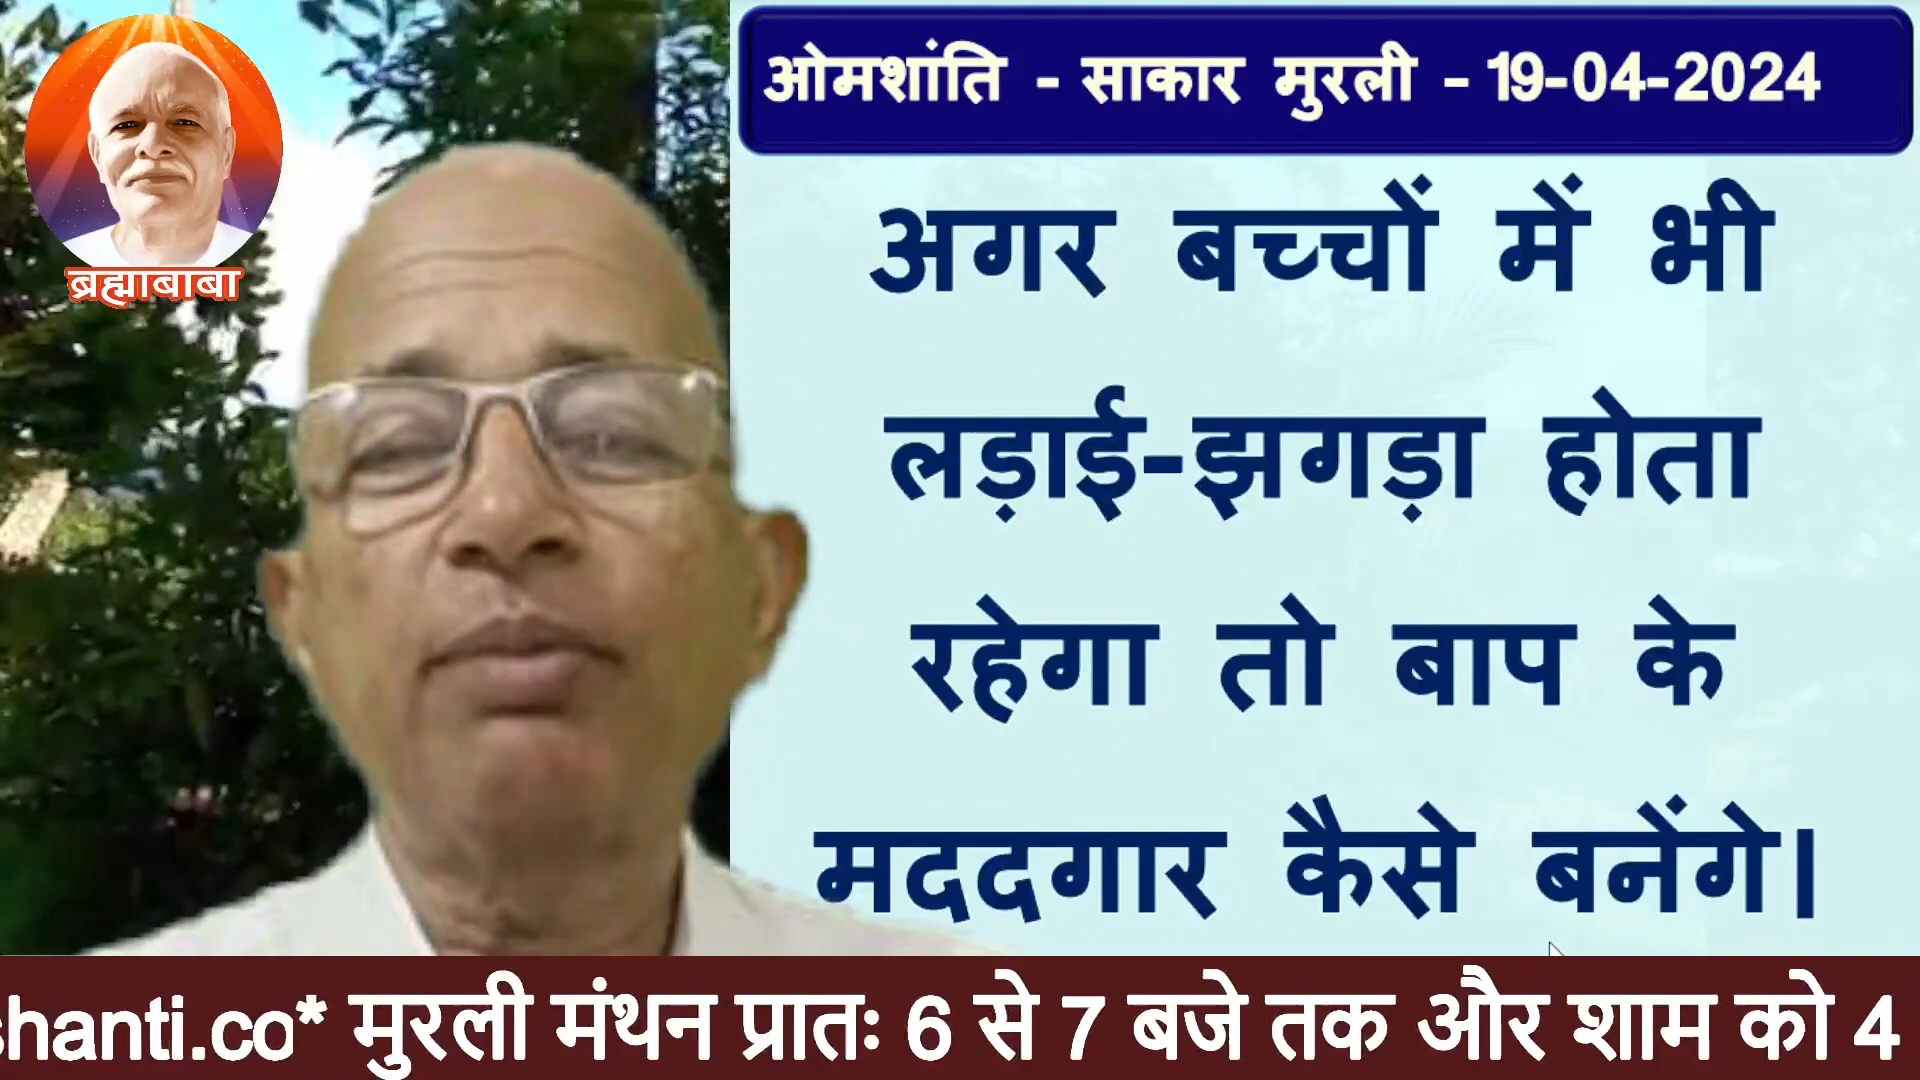 ओमशांति - साकार मुरली - 19-04-2024
ब्रह्माबाबा
अगर बच्चों में भी
लड़ाई-झगड़ा होता
रहेगा तो बाप के
मददगार कैसे बनेंगे।
shanti.co* मुरली मंथन प्रातः 6 से 7 बजे तक और शाम को 4